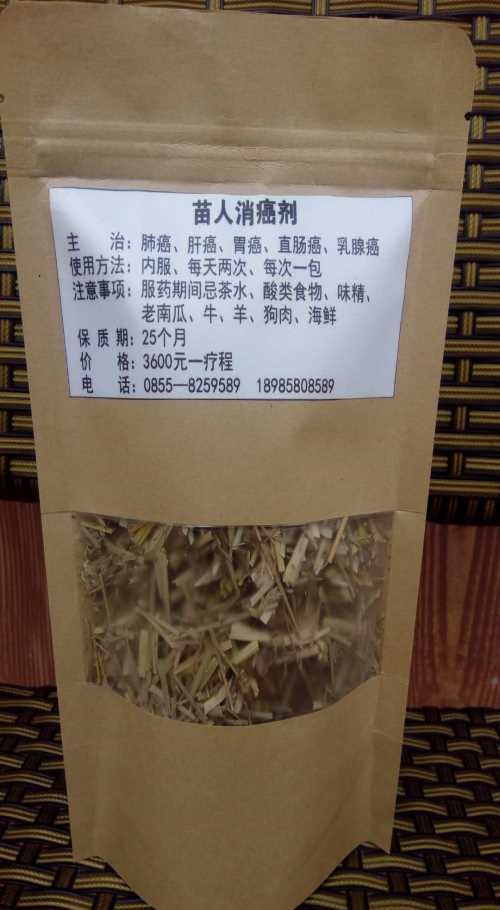 苗人消癌剂
主 治：肺癌、肝癌、胃癌、直肠癌、乳腺癌
使用方法：内服、每天两次、每次一包
注意事项：服药期间忌茶水、酸类食物、味精、
老南瓜、牛、羊、狗肉、海鲜
保 质 期：25个月
价 格：3600元一疗程
电 话：0855—8259589 18985808589